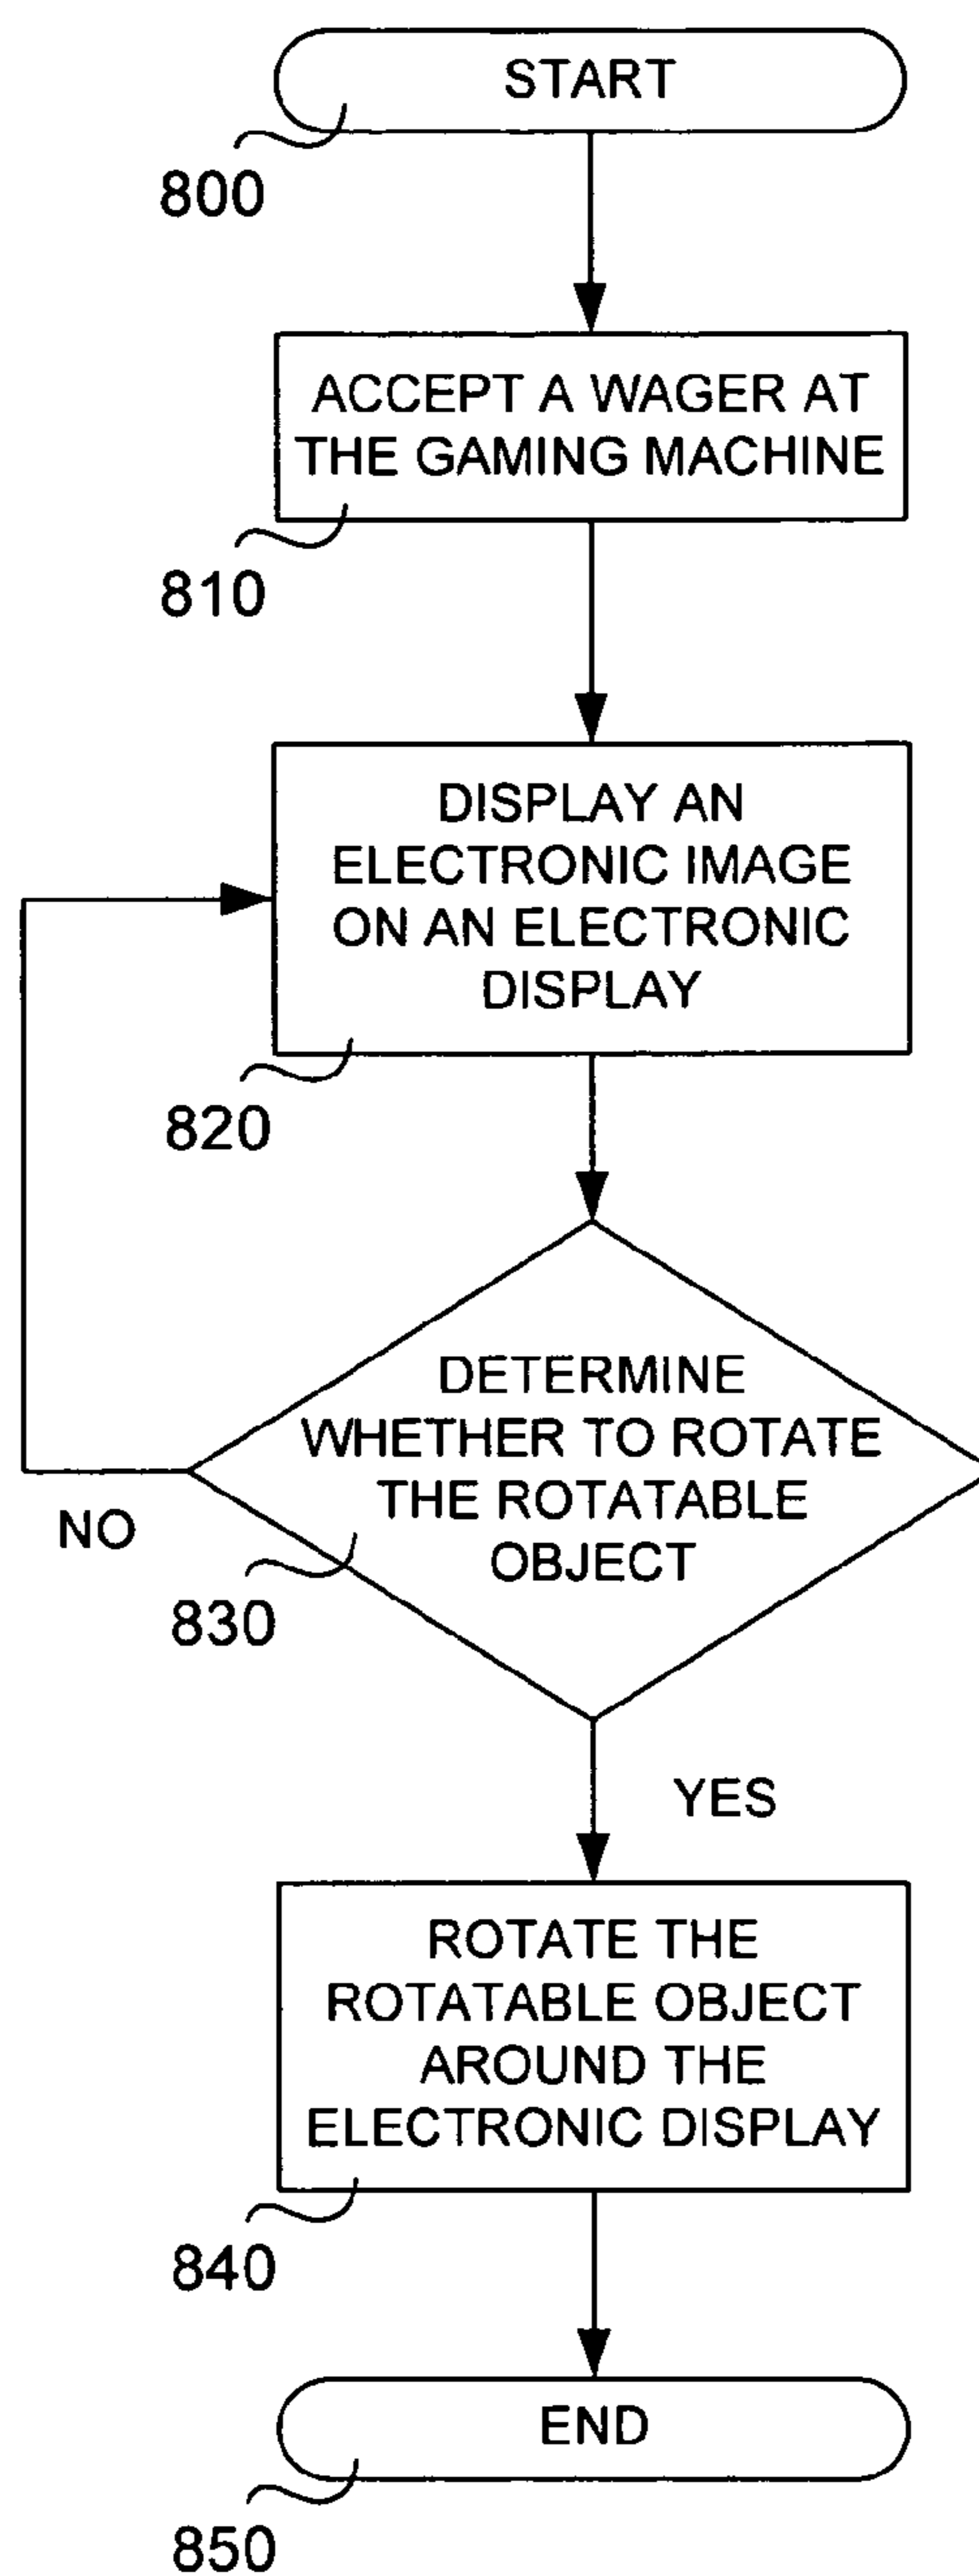 START
800
ACCEPT A WAGER AT
THE GAMING MACHINE
810
DISPLAY AN
ELECTRONIC IMAGE
ON AN ELECTRONIC
DISPLAY
820
DETERMINE
WHETHER TO ROTATE
THE ROTATABLE
OBJECT
NO
830
YES
ROTATE THE
ROTATABLE OBJECT
AROUND THE
ELECTRONIC DISPLAY
840
END
850